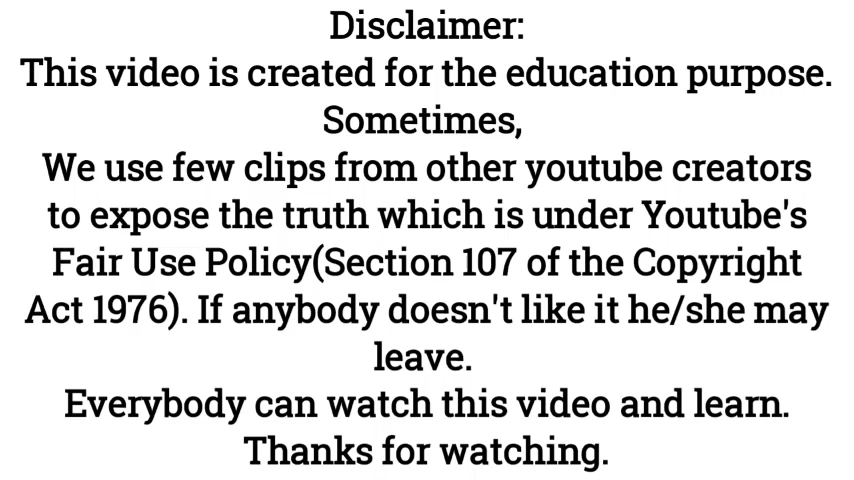 Disclaimer:
This video is created for the education purpose.
Sometimes,
We use few clips from other youtube creators
to expose the truth which is under Youtube's
Fair Use Policy(Section 107 of the Copyright
Act 1976). If anybody doesn't like it he/she may
leave.
Everybody can watch this video and learn.
Thanks for watching.